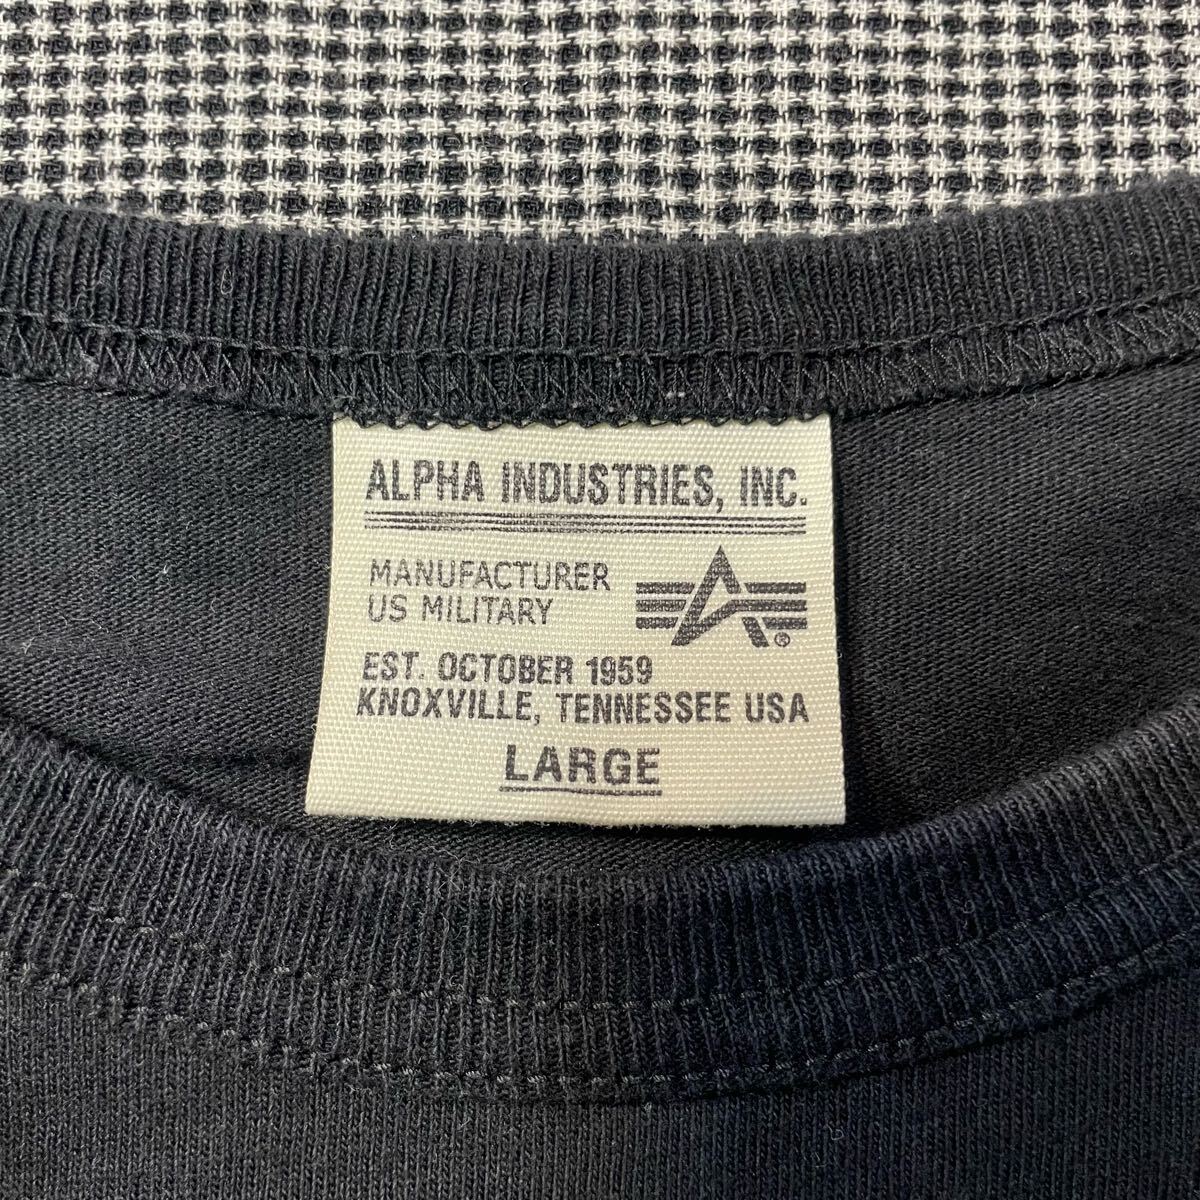 ALPHA INDUSTRIES, INC.
MANUFACTURER
US MILITARY
®
EST. OCTOBER 1959
KNOXVILLE, TENNESSEE USA
LARGE